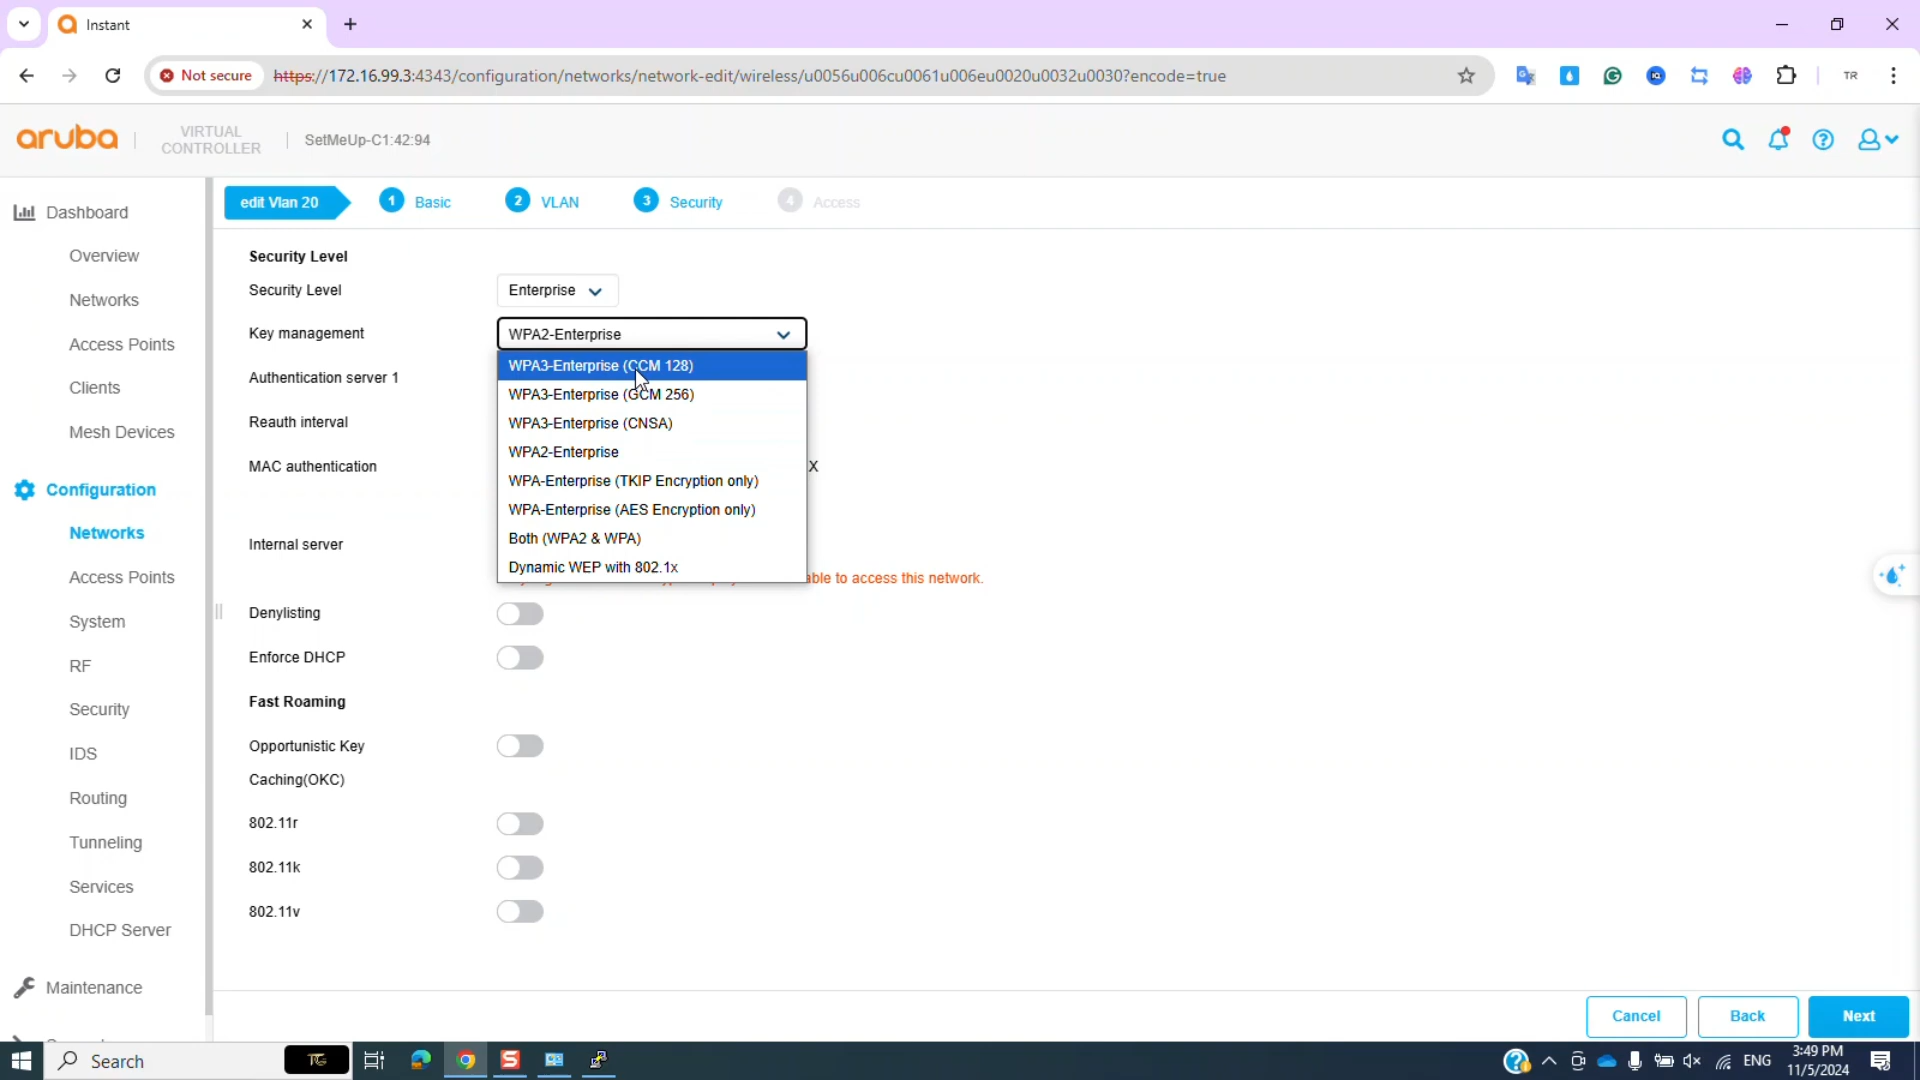 Instant
Not secure
https://172.16.99.3:4343/configuration/networks/network-edit/wireless/u0056u006cu0061u006eu0020u0032u0030?encode=true
TR
aruba
VIRTUAL
CONTROLLER
SetMeUp-C1:42:94
Dashboard
Overview
Networks
Access Points
Clients
Mesh Devices
Configuration
Networks
Access Points
System
RF
Security
IDS
Routing
Tunneling
Services
DHCP Server
Maintenance
edit Vlan 20
1 Basic
2 VLAN
3 Security
4 Access
Security Level
Security Level
Enterprise
Key management
WPA2-Enterprise
WPA3-Enterprise (CCM 128)
WPA3-Enterprise (GCM 256)
WPA3-Enterprise (CNSA)
WPA2-Enterprise
WPA-Enterprise (TKIP Encryption only)
WPA-Enterprise (AES Encryption only)
Both (WPA2 & WPA)
Dynamic WEP with 802.1x
Authentication server 1
Reauth interval
MAC authentication
X
Internal server
able to access this network.
Denylisting
Enforce DHCP
Fast Roaming
Opportunistic Key
Caching(OKC)
802.11r
802.11k
802.11v
Cancel
Back
Next
Search
ENG
3:49 PM
11/5/2024